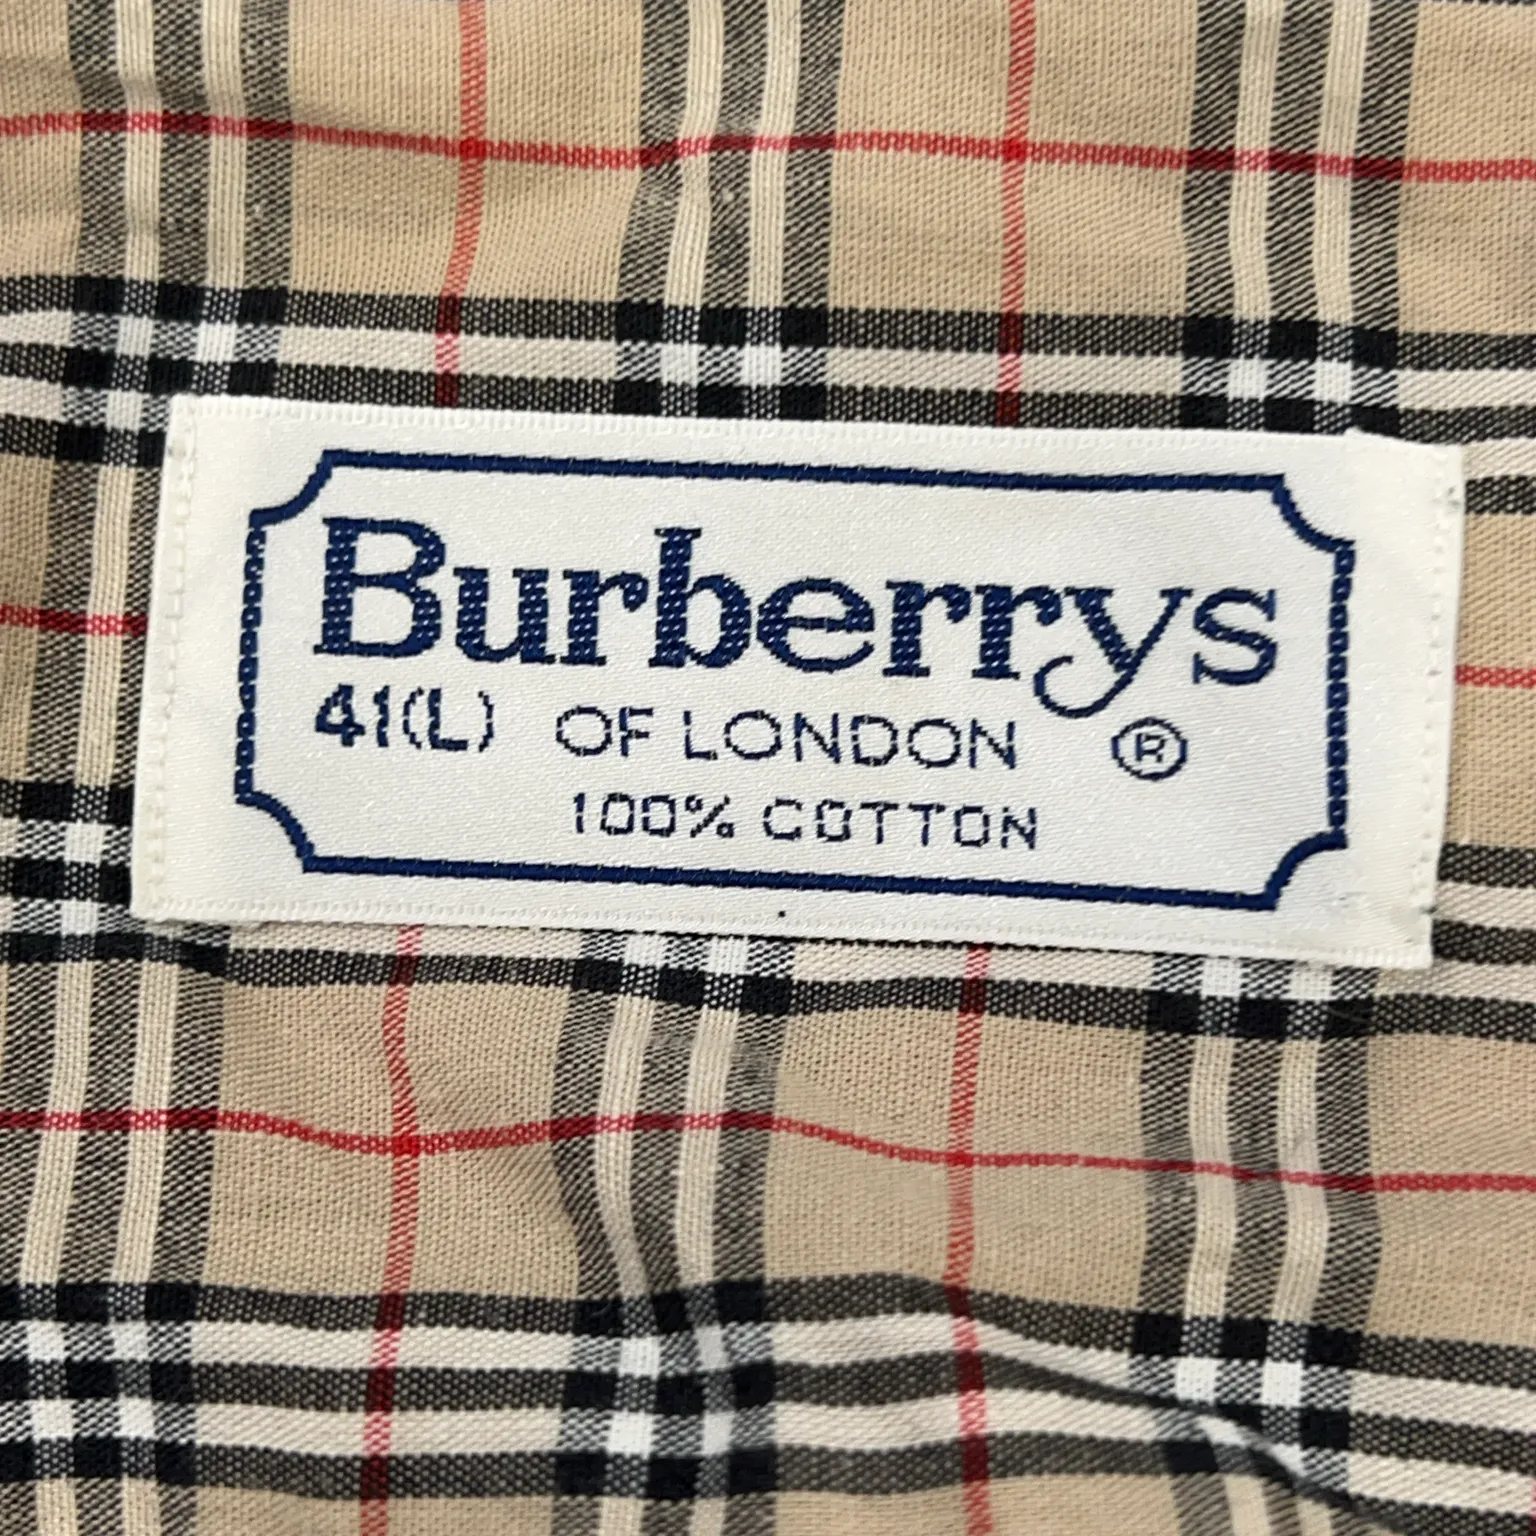 Burberrys
41(L) OF LONDON ®
100% COTTON